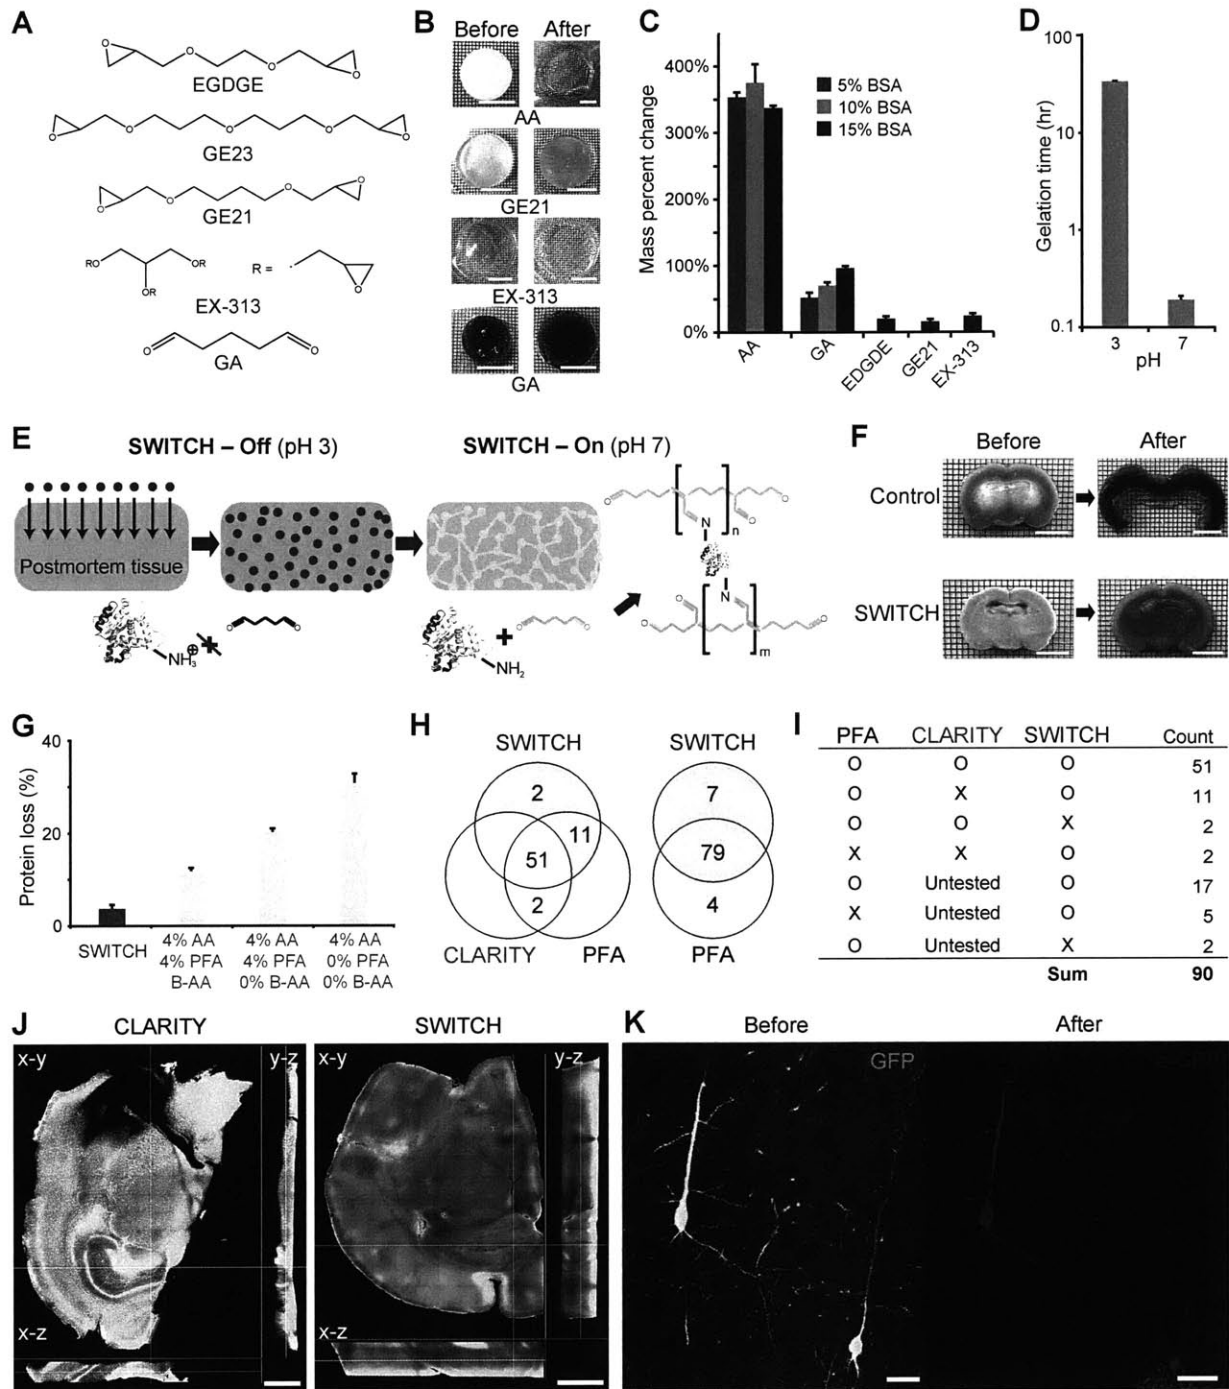 A
EGDGE
GE23
GE21
RO
OR
OR
R =
EX-313
GA
B
Before After
AA
GE21
EX-313
GA
C
Mass percent change
400%
300%
200%
100%
0%
5% BSA
10% BSA
15% BSA
AA
GA
EDGDE
GE21
EX-313
D
Gelation time (hr)
100
10
1
0.1
3 7
pH
E
SWITCH – Off (pH 3)
SWITCH – On (pH 7)
Postmortem tissue
NH3 ⊕
+
NH2
N
n
N
m
F
Before After
Control
SWITCH
G
Protein loss (%)
40
20
0
SWITCH
4% AA
4% PFA
B-AA
4% AA
4% PFA
0% B-AA
4% AA
0% PFA
0% B-AA
H
SWITCH
2
11
51
2
CLARITY PFA
SWITCH
7
79
4
PFA
I
PFA CLARITY SWITCH Count
O O O 51
O X O 11
O O X 2
X X O 2
O Untested O 17
X Untested O 5
O Untested X 2
Sum 90
J
CLARITY
x-y
y-z
x-z
SWITCH
x-y
y-z
x-z
K
Before After
GFP